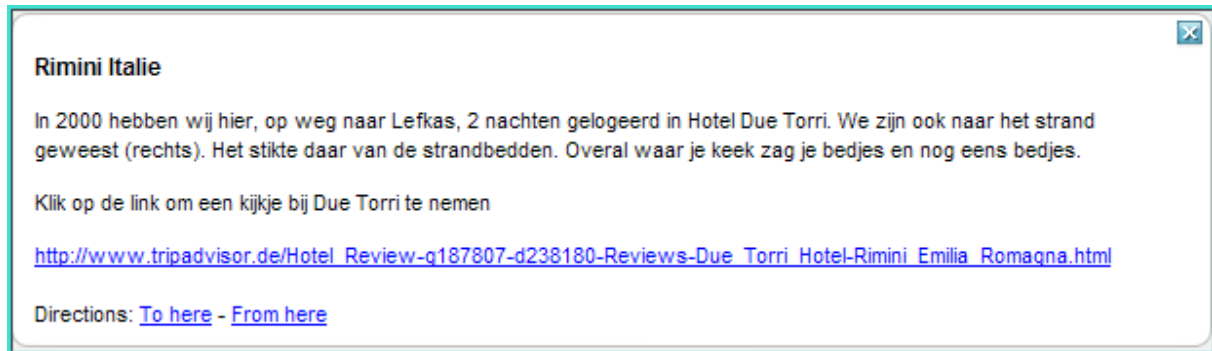 Rimini Italie
In 2000 hebben wij hier, op weg naar Lefkas, 2 nachten gelogeerd in Hotel Due Torri. We zijn ook naar het strand
geweest (rechts). Het stikte daar van de strandbedden. Overal waar je keek zag je bedjes en nog eens bedjes.
Klik op de link om een kijkje bij Due Torri te nemen
http://www.tripadvisor.de/Hotel_Review-g187807-d238180-Reviews-Due_Torri_Hotel-Rimini_Emilia_Romagna.html
Directions: To here - From here